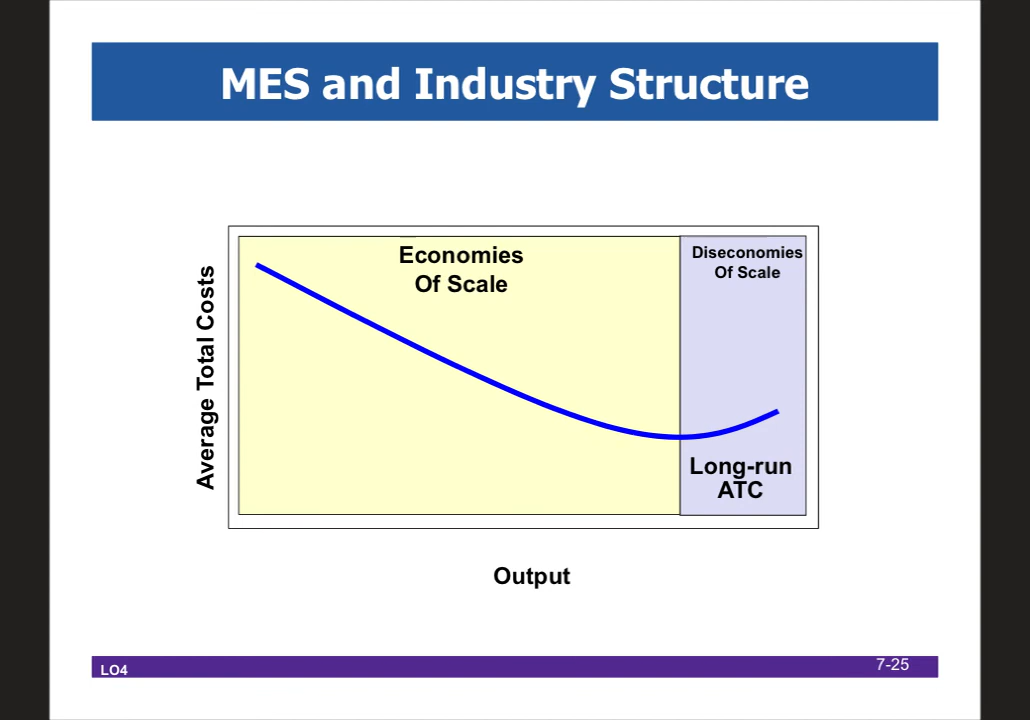 MES and Industry Structure
Economies
Of Scale
Diseconomies
Of Scale
Average Total Costs
Long-run
ATC
Output
LO4
7-25